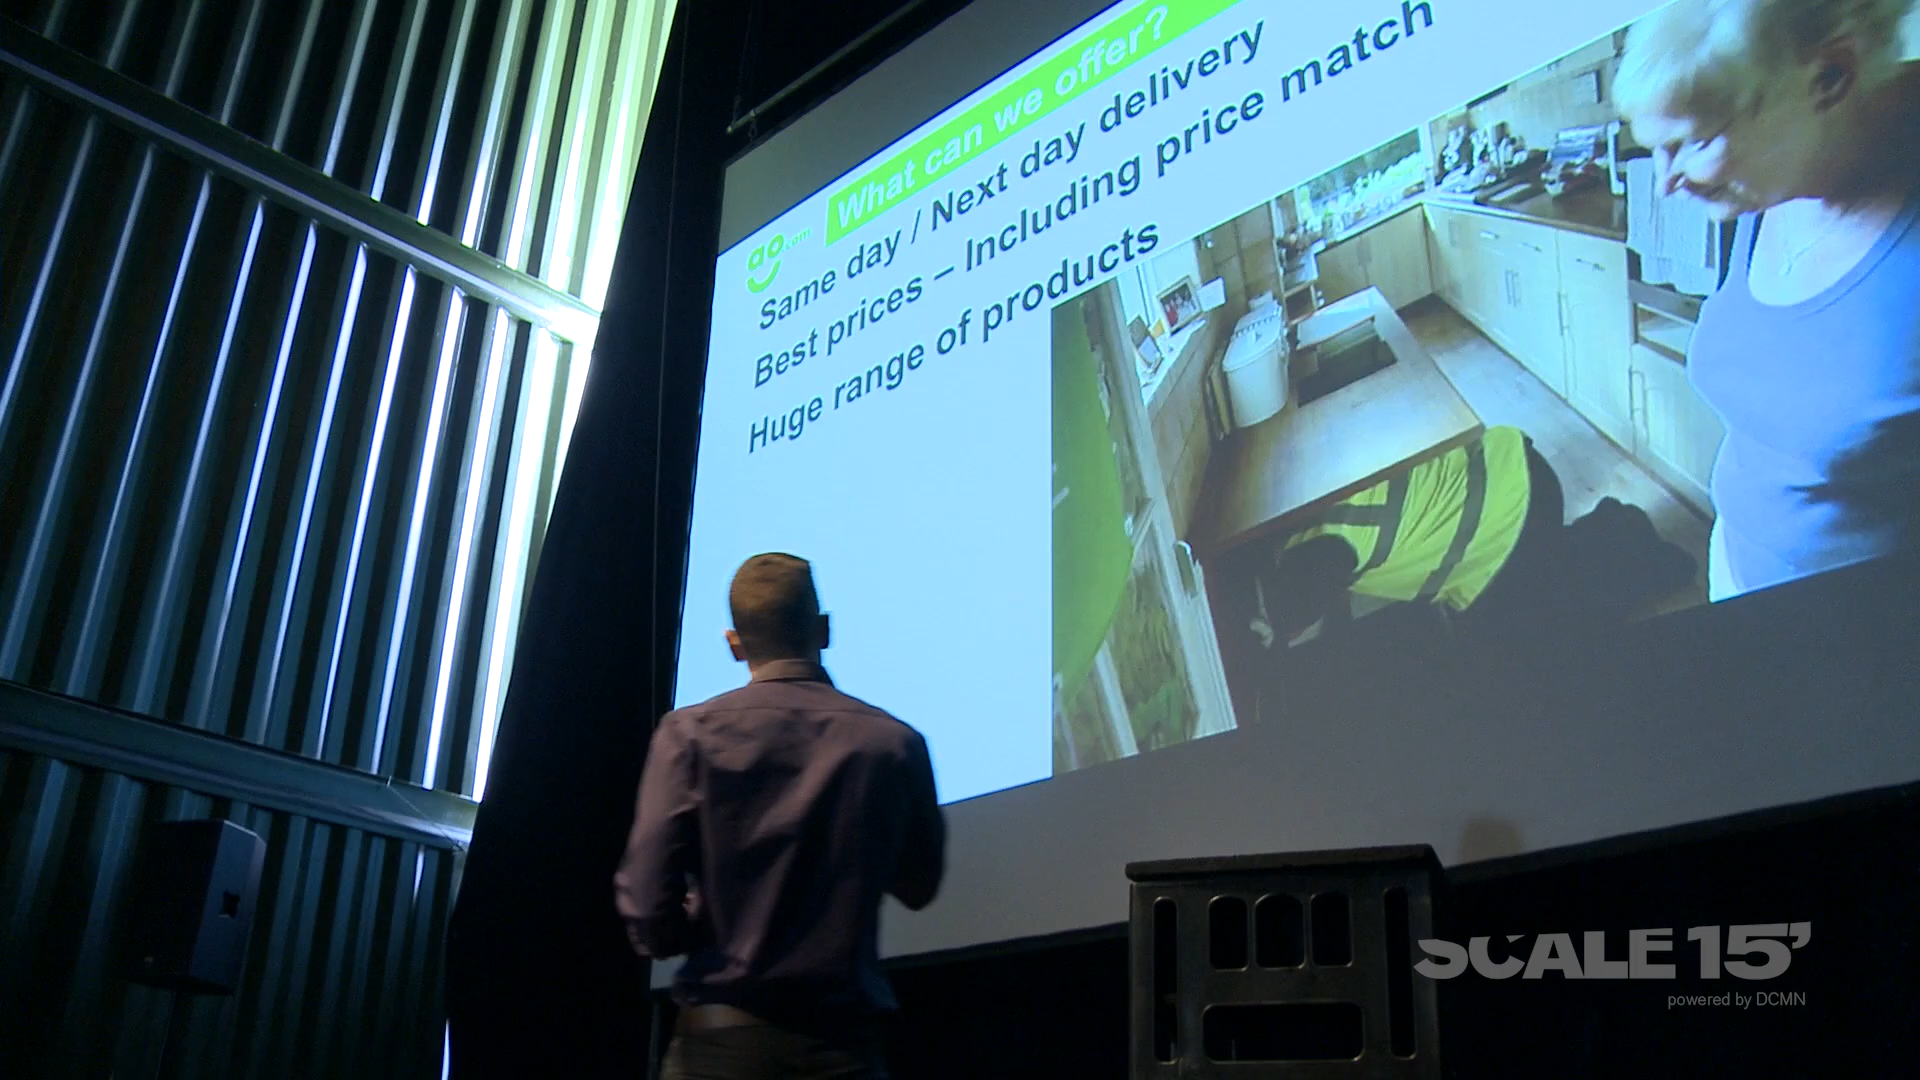 What can we offer?
ao.com
Same day / Next day delivery
Best prices – Including price match
Huge range of products
SCALE 15'
powered by DCMN